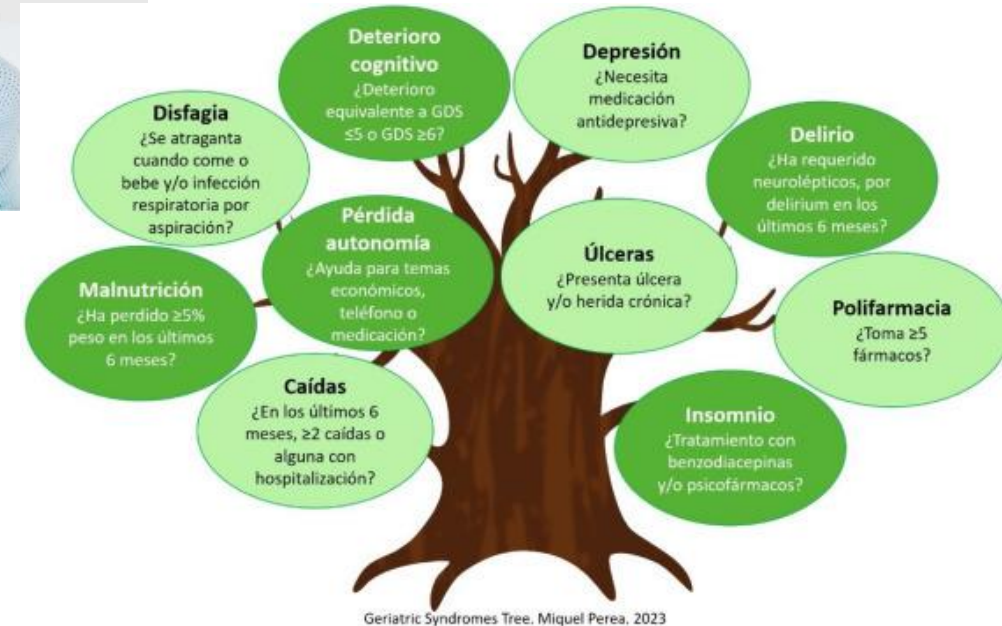 Deterioro
cognitivo
¿Deterioro
equivalente a GDS
≤5 o GDS ≥6?
Depresión
¿Necesita
medicación
antidepresiva?
Disfagia
¿Se atraganta
cuando come o
bebe y/o infección
respiratoria por
aspiración?
Delirio
¿Ha requerido
neurolépticos, por
delirium en los
últimos 6 meses?
Pérdida
autonomía
¿Ayuda para temas
económicos,
teléfono o
medicación?
Úlceras
¿Presenta úlcera
y/o herida crónica?
Malnutrición
¿Ha perdido ≥5%
peso en los últimos
6 meses?
Polifarmacia
¿Toma ≥5
fármacos?
Caídas
¿En los últimos 6
meses, ≥2 caídas o
alguna con
hospitalización?
Insomnio
¿Tratamiento con
benzodiacepinas
y/o psicofármacos?
Geriatric Syndromes Tree. Miquel Perea, 2023